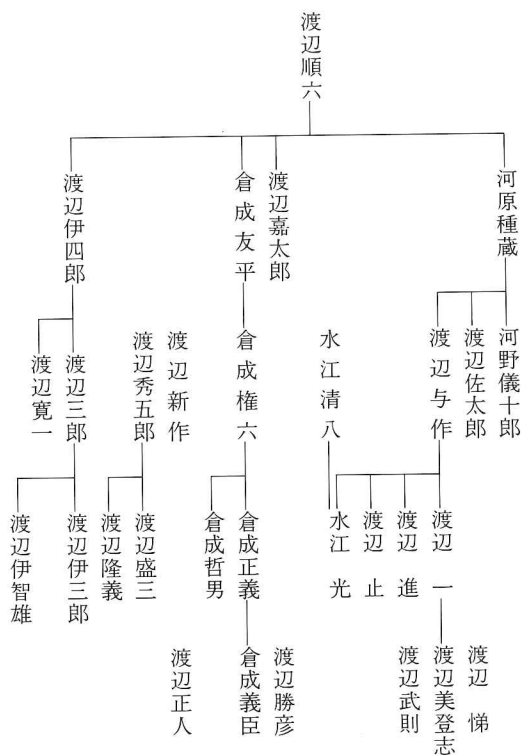 渡辺順六
河原種蔵
渡辺嘉太郎
倉成友平
渡辺伊四郎
河野儀十郎
渡辺佐太郎
渡辺与作
水江清八
倉成権六
渡辺新作
渡辺秀五郎
渡辺三郎
渡辺寛一
渡辺一
渡辺進
渡辺止
水江光
倉成正義
倉成哲男
渡辺盛三
渡辺隆義
渡辺伊三郎
渡辺伊智雄
渡辺悌
渡辺美登志
渡辺武則
渡辺勝彦
倉成義臣
渡辺正人